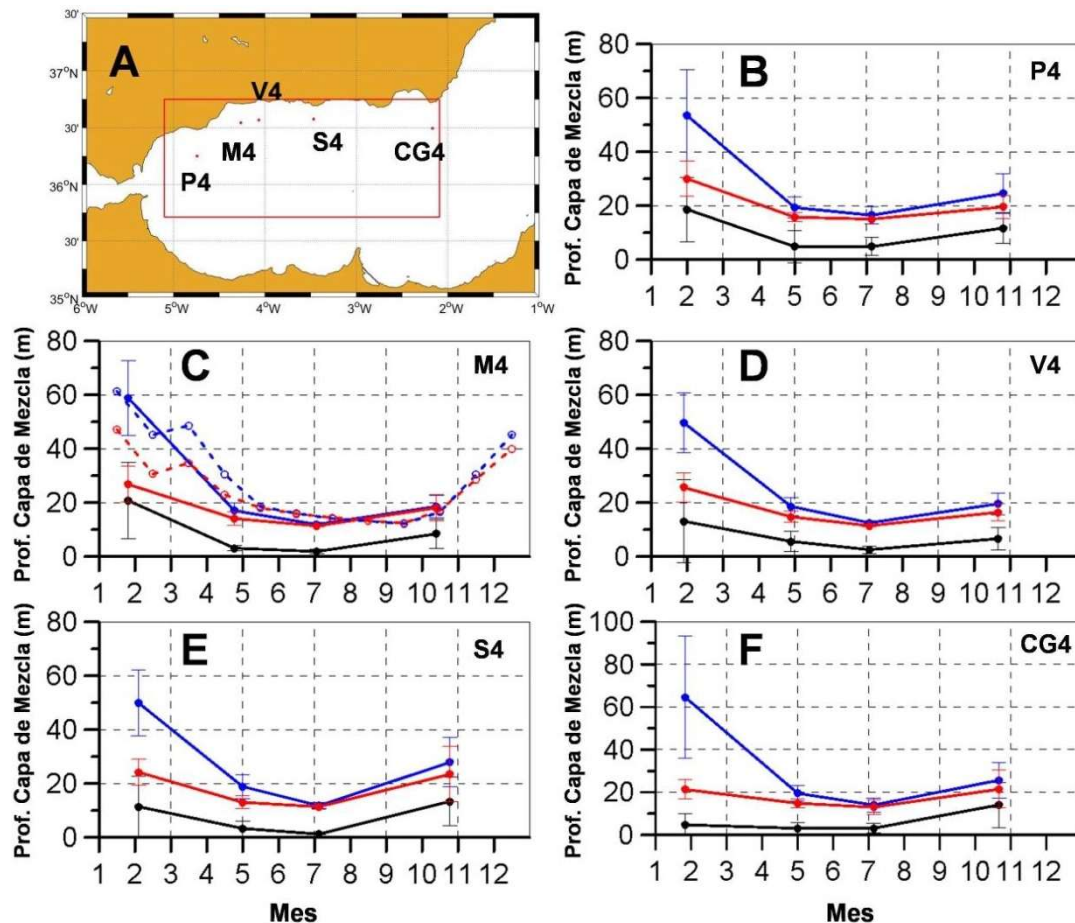 30'
A
37°N
V4
30'
M4
S4
CG4
P4
36°N
30'
35°N
6°W 5°W 4°W 3°W 2°W 1°W
B
P4
Prof. Capa de Mezcla (m)
80
60
40
20
0
1 2 3 4 5 6 7 8 9 10 11 12
C
M4
Prof. Capa de Mezcla (m)
80
60
40
20
0
1 2 3 4 5 6 7 8 9 10 11 12
D
V4
Prof. Capa de Mezcla (m)
80
60
40
20
0
1 2 3 4 5 6 7 8 9 10 11 12
E
S4
Prof. Capa de Mezcla (m)
80
60
40
20
0
1 2 3 4 5 6 7 8 9 10 11 12
Mes
F
CG4
Prof. Capa de Mezcla (m)
100
80
60
40
20
0
1 2 3 4 5 6 7 8 9 10 11 12
Mes